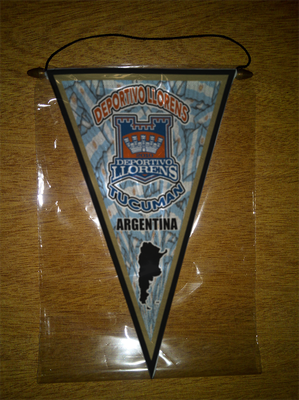 DEPORTIVO LLORENS
DEPORTIVO
LLORENS
TUCUMAN
ARGENTINA